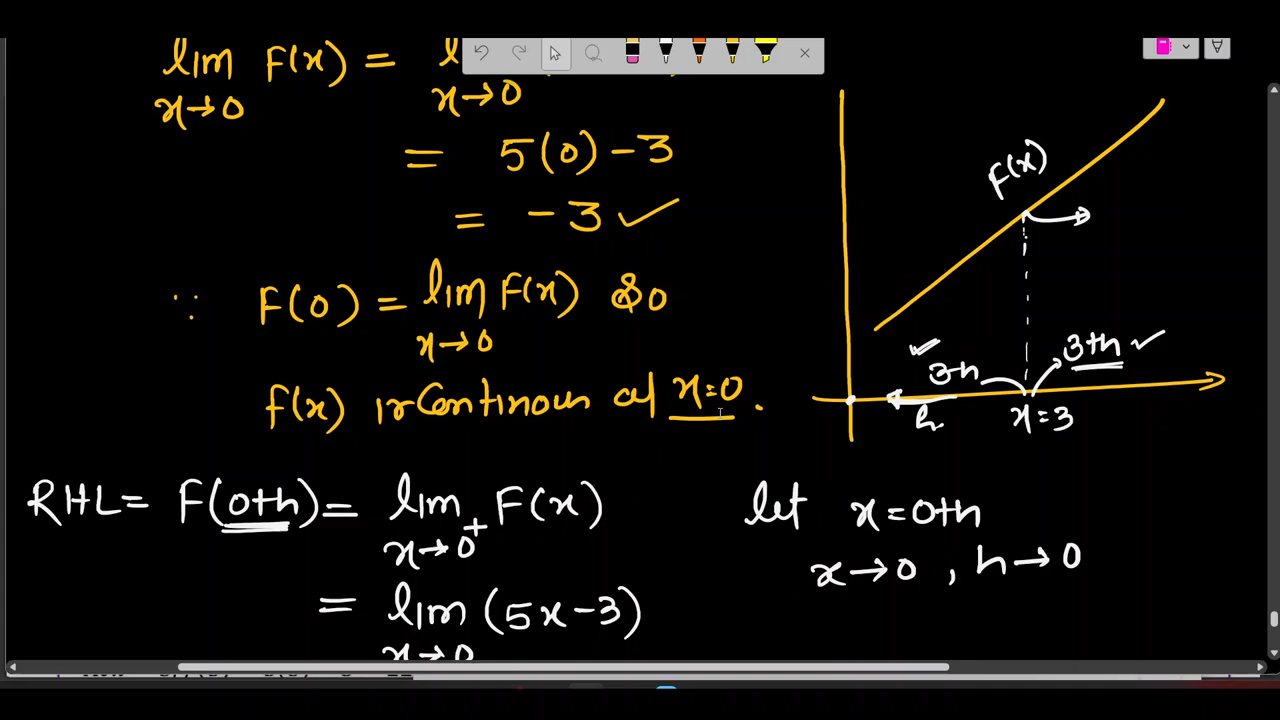 lim F(x) = lim
x→0 x→0
= 5(0) - 3
= -3 ✓
∵ F(0) = lim F(x) &o
x→0
f(x) is continous at x=0 .
F(x)
3-h
3+h
h
x=3
RHL = F(0+h) = lim F(x)
x→0+
= lim (5x-3)
x→0
let x=0+h
x→0 , h→0